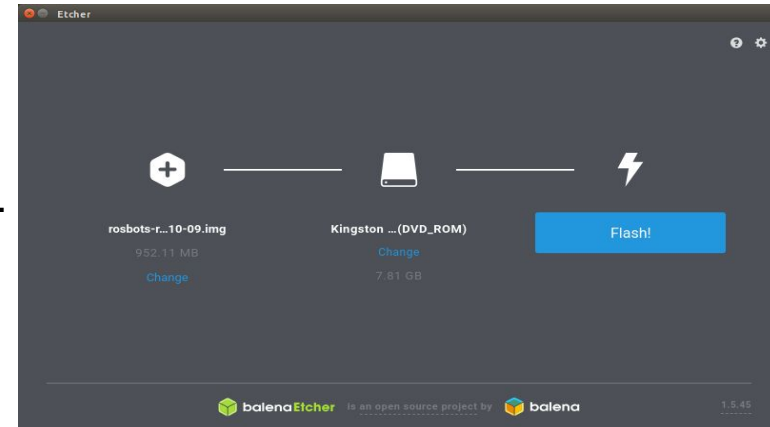 Etcher
rosbots-r...10-09.img
952.11 MB
Change
Kingston ...(DVD_ROM)
Change
7.81 GB
Flash!
balenaEtcher is an open source project by balena
1.5.45